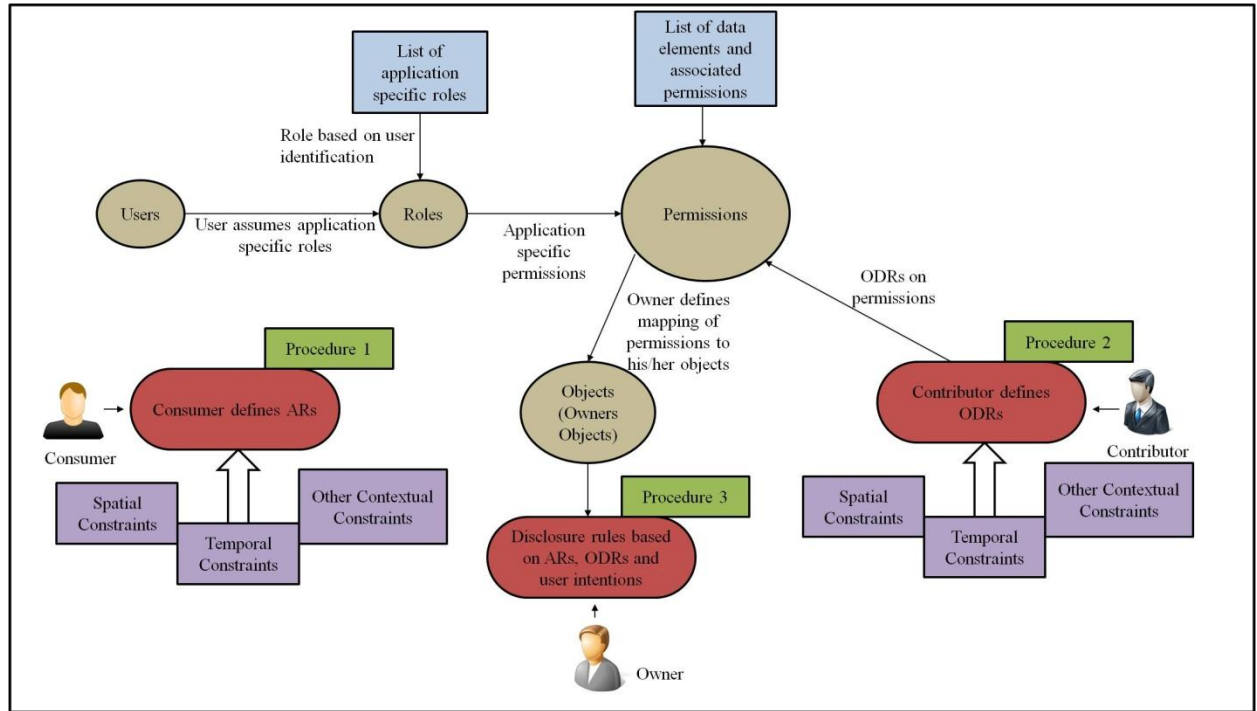 List of
application
specific roles
List of data
elements and
associated
permissions
Role based on user
identification
Users
Roles
Permissions
User assumes application
specific roles
Application
specific
permissions
ODRs on
permissions
Owner defines
mapping of
permissions to
his/her objects
Procedure 1
Consumer defines ARs
Consumer
Spatial
Constraints
Temporal
Constraints
Other Contextual
Constraints
Objects
(Owners
Objects)
Procedure 3
Disclosure rules based
on ARs, ODRs and
user intentions
Owner
Procedure 2
Contributor defines
ODRs
Contributor
Spatial
Constraints
Temporal
Constraints
Other Contextual
Constraints